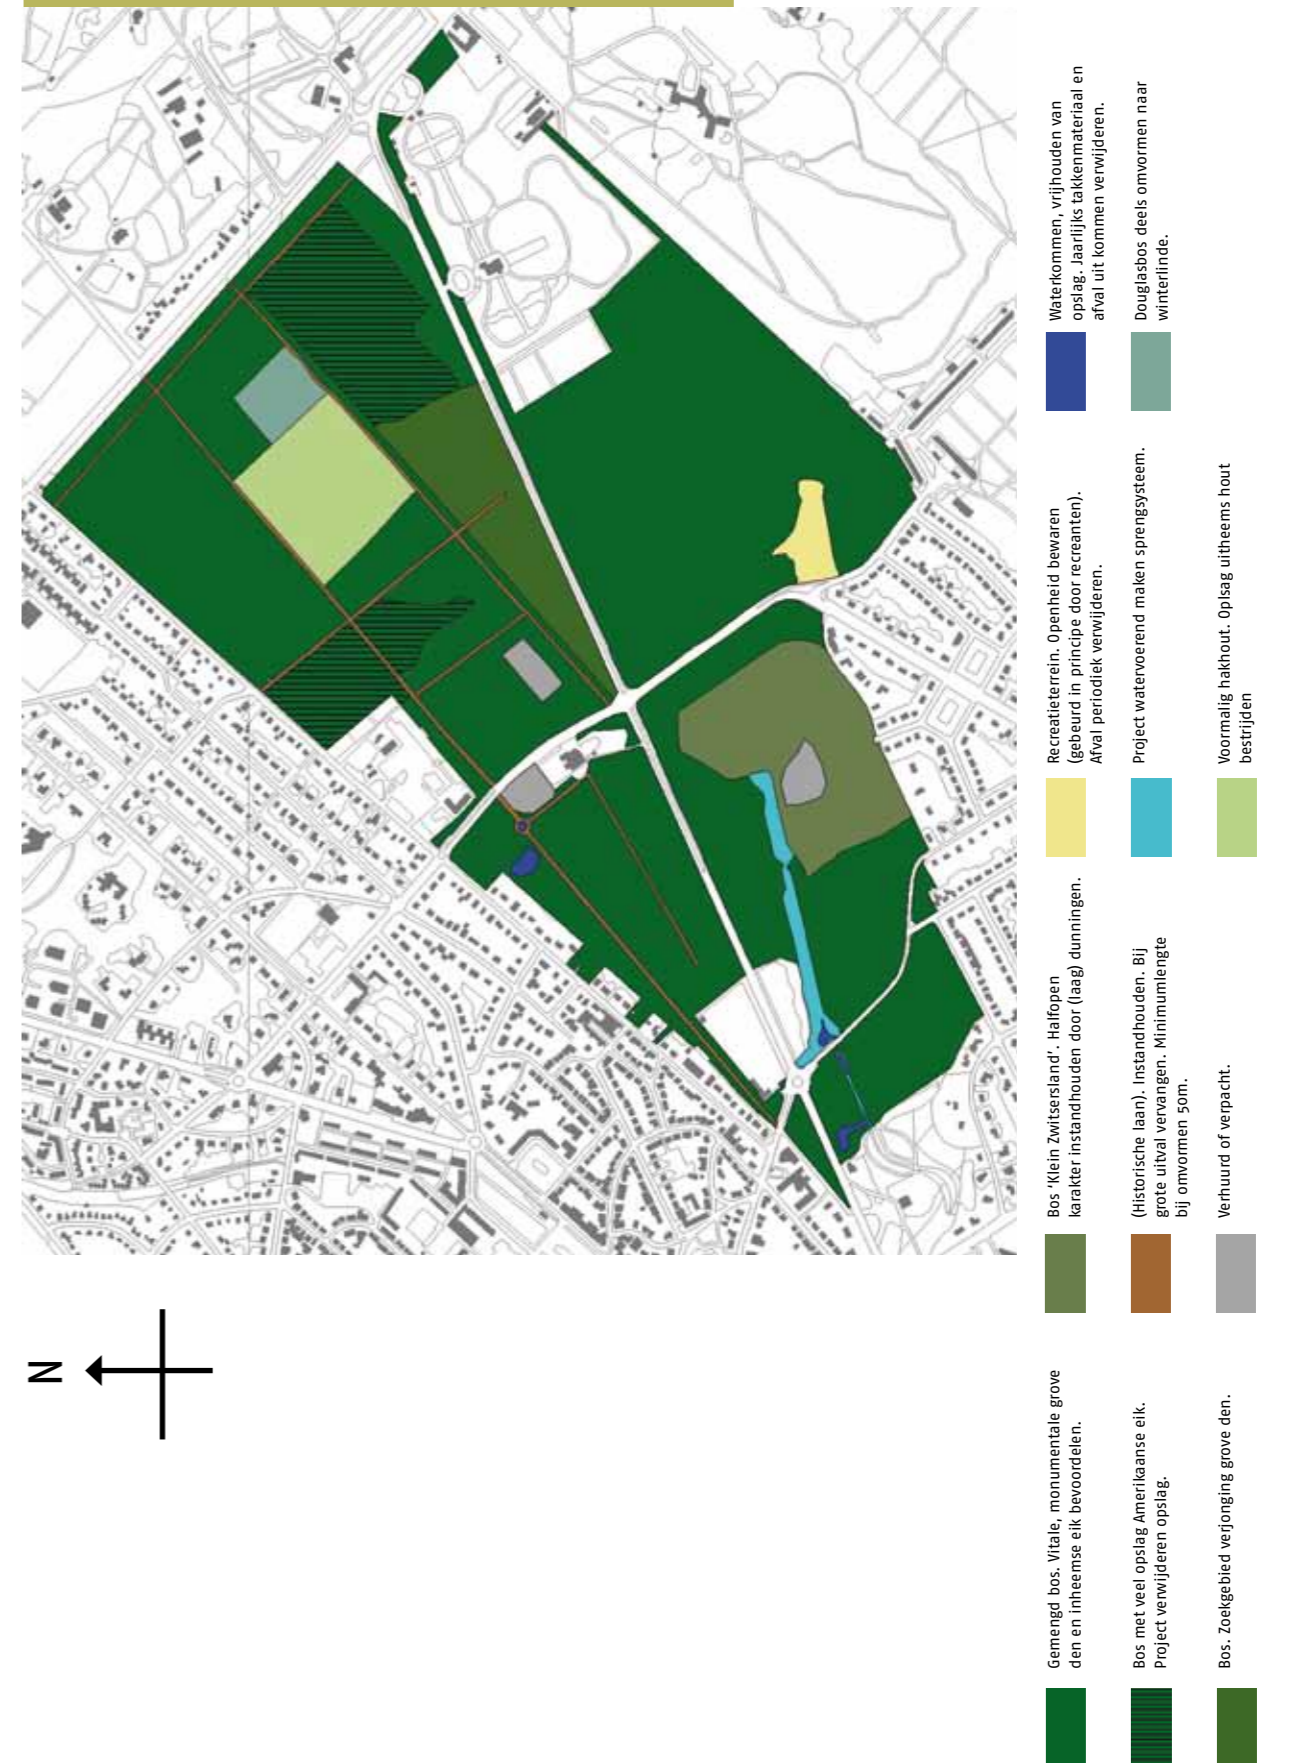 N
Gemengd bos. Vitale, monumentale grove
den en inheemse eik bevoordelen.
Bos met veel opslag Amerikaanse eik.
Project verwijderen opslag.
Bos. Zoekgebied verjonging grove den.
Bos 'Klein Zwitsersland'. Halfopen
karakter instandhouden door (laag) dunningen.
(Historische laan). Instandhouden. Bij
grote uitval vervangen. Minimumlengte
bij omvormen 50m.
Verhuurd of verpacht.
Recreatieterrein. Openheid bewaren
(gebeurd in principe door recreanten).
Afval periodiek verwijderen.
Project watervoerend maken sprengsysteem.
Voormalig hakhout. Oplsag uitheems hout
bestrijden
Waterkommen, vrijhouden van
opslag. Jaarlijks takkenmateriaal en
afval uit kommen verwijderen.
Douglasbos deels omvormen naar
winterlinde.